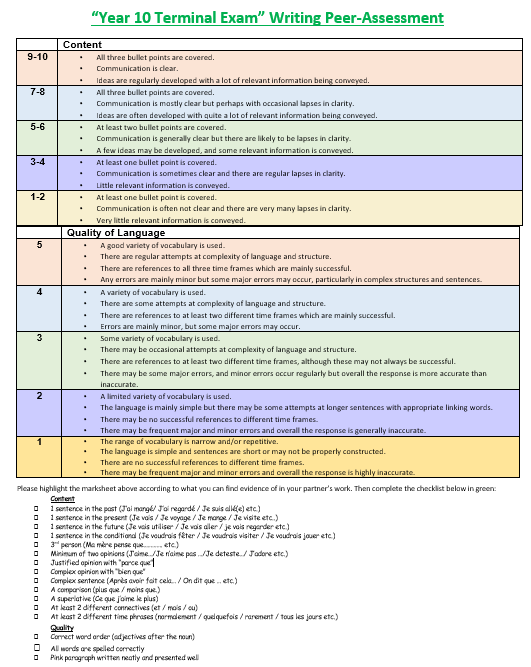 “Year 10 Terminal Exam” Writing Peer-Assessment
Content
9-10
• All three bullet points are covered.
• Communication is clear.
• Ideas are regularly developed with a lot of relevant information being conveyed.
7-8
• All three bullet points are covered.
• Communication is mostly clear but perhaps with occasional lapses in clarity.
• Ideas are often developed with quite a lot of relevant information being conveyed.
5-6
• At least two bullet points are covered.
• Communication is generally clear but there are likely to be lapses in clarity.
• A few ideas may be developed, and some relevant information is conveyed.
3-4
• At least one bullet point is covered.
• Communication is sometimes clear and there are regular lapses in clarity.
• Little relevant information is conveyed.
1-2
• At least one bullet point is covered.
• Communication is often not clear and there are very many lapses in clarity.
• Very little relevant information is conveyed.
Quality of Language
5
• A good variety of vocabulary is used.
• There are regular attempts at complexity of language and structure.
• There are references to all three time frames which are mainly successful.
• Any errors are mainly minor but some major errors may occur, particularly in complex structures and sentences.
4
• A variety of vocabulary is used.
• There are some attempts at complexity of language and structure.
• There are references to at least two different time frames which are mainly successful.
• Errors are mainly minor, but some major errors may occur.
3
• Some variety of vocabulary is used.
• There may be occasional attempts at complexity of language and structure.
• There are references to at least two different time frames, although these may not always be successful.
• There may be some major errors, and minor errors occur regularly but overall the response is more accurate than
inaccurate.
2
• A limited variety of vocabulary is used.
• The language is mainly simple but there may be some attempts at longer sentences with appropriate linking words.
• There may be no successful references to different time frames.
• There may be frequent major and minor errors and overall the response is generally inaccurate.
1
• The range of vocabulary is narrow and/or repetitive.
• The language is simple and sentences are short or may not be properly constructed.
• There are no successful references to different time frames.
• There may be frequent major and minor errors and overall the response is highly inaccurate.
Please highlight the marksheet above according to what you can find evidence of in your partner’s work. Then complete the checklist below in green:
Content
1 sentence in the past (J’ai mangé/ J’ai regardé / Je suis allé(e) etc.)
1 sentence in the present (Je vais / Je voyage / Je mange / Je visite etc..)
1 sentence in the future (Je vais utiliser / Je vais aller / je vais regarder etc.)
1 sentence in the conditional (Je voudrais fêter / Je voudrais visiter / Je voudrais jouer etc.)
3rd person (Ma mère pense que............ etc.)
Minimum of two opinions (J’aime.../Je n’aime pas .../Je deteste../ J’adore etc.)
Justified opinion with “parce que”
Complex opinion with “bien que”
Complex sentence (Après avoir fait cela... / On dit que ... etc.)
A comparison (plus que / moins que.)
A superlative (Ce que j’aime le plus)
At least 2 different connectives (et / mais / ou)
At least 2 different time phrases (normalement / quelquefois / rarement / tous les jours etc.)
Quality
Correct word order (adjectives after the noun)
All words are spelled correctly
Pink paragraph written neatly and presented well